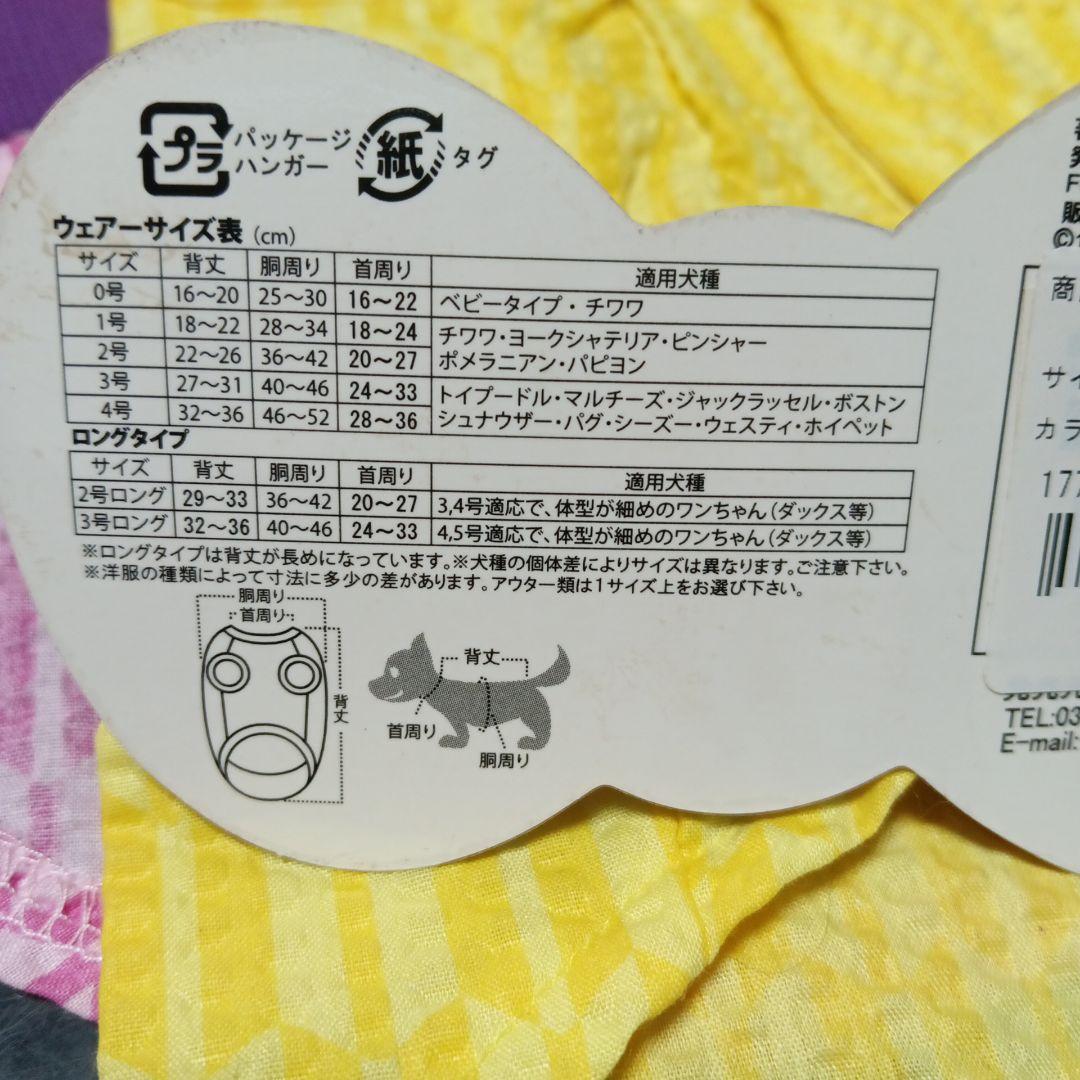 プラ パッケージ
ハンガー
紙 タグ
ウェアーサイズ表 (cm)
サイズ 背丈 胴周り 首周り 適用犬種
0号 16～20 25～30 16～22 ベビータイプ・チワワ
1号 18～22 28～34 18～24 チワワ・ヨークシャテリア・ピンシャー
2号 22～26 36～42 20～27 ポメラニアン・パピヨン
3号 27～31 40～46 24～33 トイプードル・マルチーズ・ジャックラッセル・ボストン
4号 32～36 46～52 28～36 シュナウザー・パグ・シーズー・ウェスティ・ホイペット
ロングタイプ
サイズ 背丈 胴周り 首周り 適用犬種
2号ロング 29～33 36～42 20～27 3,4号適応で、体型が細めのワンちゃん(ダックス等)
3号ロング 32～36 40～46 24～33 4,5号適応で、体型が細めのワンちゃん(ダックス等)
※ロングタイプは背丈が長めになっています。※犬種の個体差によりサイズは異なります。ご注意下さい。
※洋服の種類によって寸法に多少の差があります。アウター類は1サイズ上をお選び下さい。
胴周り
首周り
背丈
背丈
首周り
胴周り
発
F
販
©1
商
サイ
カラ
177
TEL:03
E-mail: